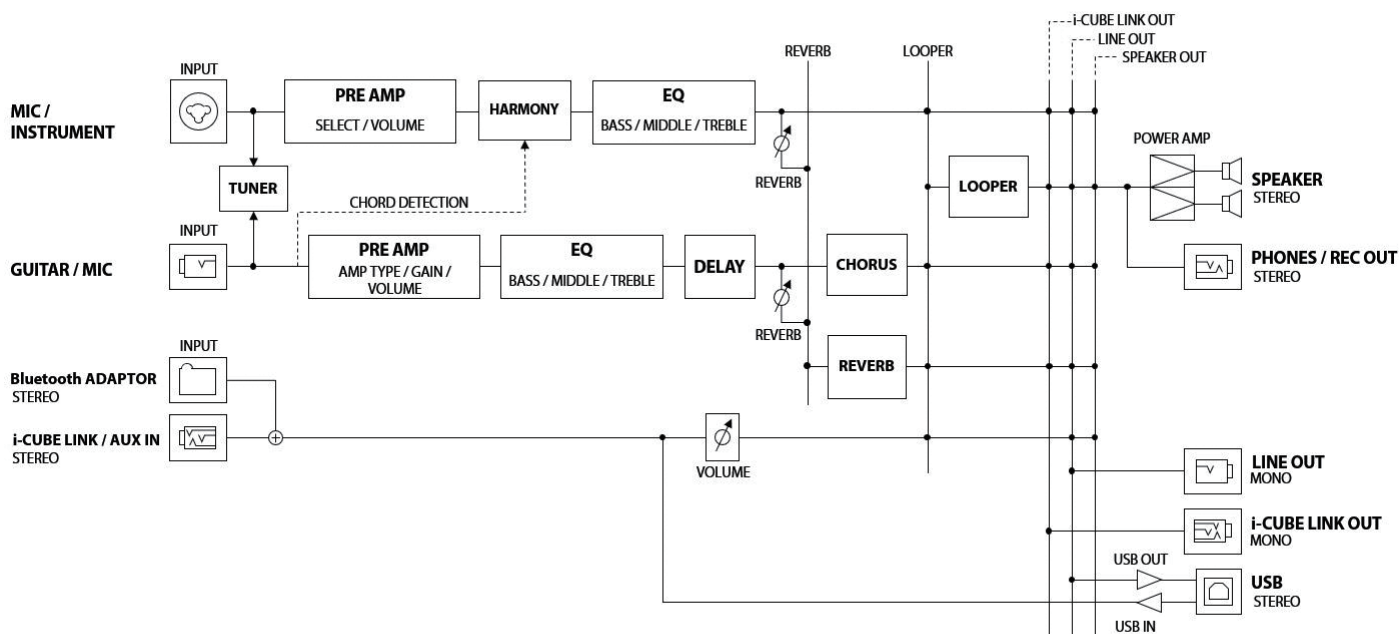 i-CUBE LINK OUT
LINE OUT
SPEAKER OUT
REVERB
LOOPER
INPUT
MIC /
INSTRUMENT
PRE AMP
SELECT / VOLUME
HARMONY
EQ
BASS / MIDDLE / TREBLE
REVERB
TUNER
CHORD DETECTION
LOOPER
POWER AMP
SPEAKER
STEREO
INPUT
GUITAR / MIC
PRE AMP
AMP TYPE / GAIN /
VOLUME
EQ
BASS / MIDDLE / TREBLE
DELAY
REVERB
CHORUS
PHONES / REC OUT
STEREO
INPUT
Bluetooth ADAPTOR
STEREO
REVERB
i-CUBE LINK / AUX IN
STEREO
VOLUME
LINE OUT
MONO
i-CUBE LINK OUT
MONO
USB OUT
USB
STEREO
USB IN